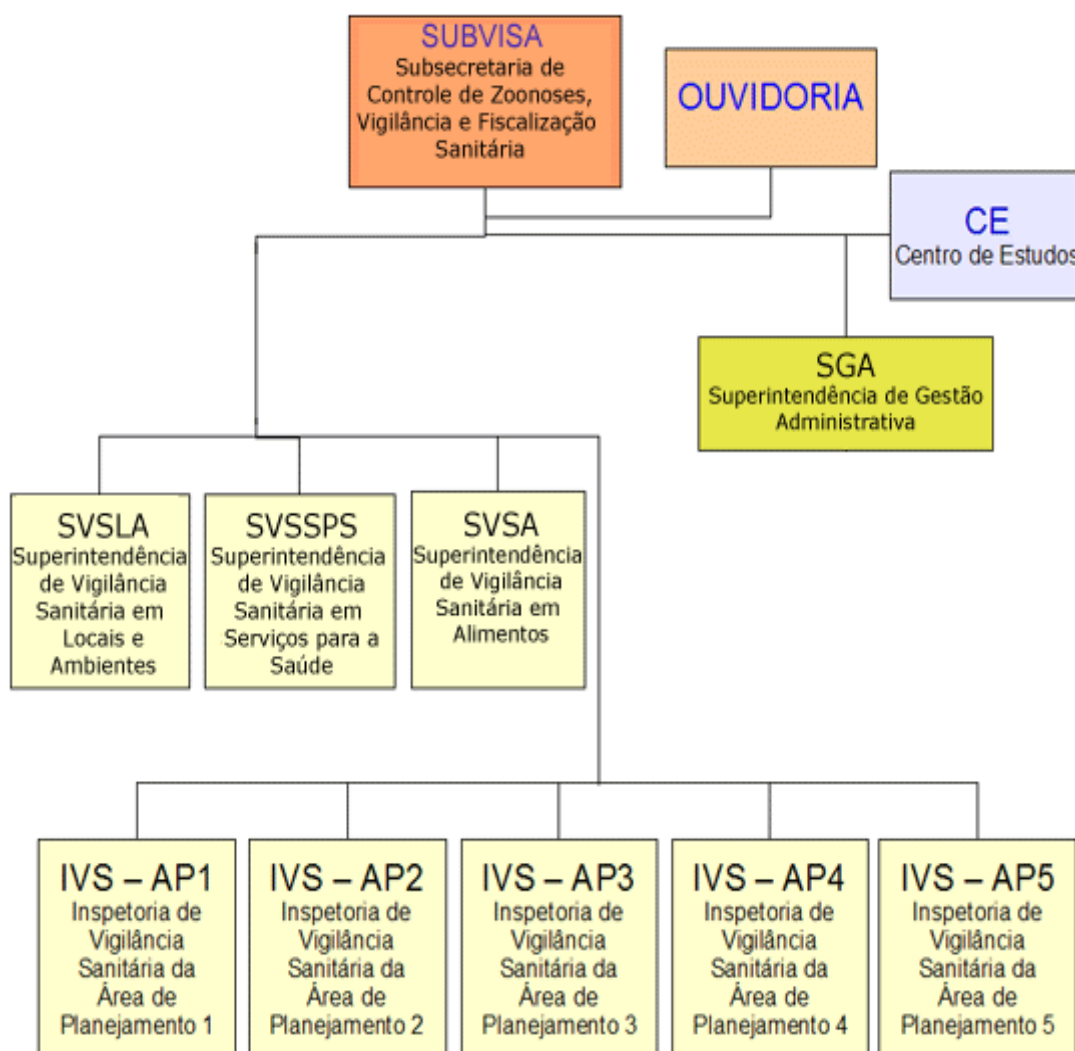 SUBVISA
Subsecretaria de
Controle de Zoonoses,
Vigilância e Fiscalização
Sanitária
OUVIDORIA
CE
Centro de Estudos
SGA
Superintendência de Gestão
Administrativa
SVSLA
Superintendência
de Vigilância
Sanitária em
Locais e
Ambientes
SVSSPS
Superintendência
de Vigilância
Sanitária em
Serviços para a
Saúde
SVSA
Superintendência
de Vigilância
Sanitária em
Alimentos
IVS – AP1
Inspetoria de
Vigilância
Sanitária da
Área de
Planejamento 1
IVS – AP2
Inspetoria de
Vigilância
Sanitária da
Área de
Planejamento 2
IVS – AP3
Inspetoria de
Vigilância
Sanitária da
Área de
Planejamento 3
IVS – AP4
Inspetoria de
Vigilância
Sanitária da
Área de
Planejamento 4
IVS – AP5
Inspetoria de
Vigilância
Sanitária da
Área de
Planejamento 5